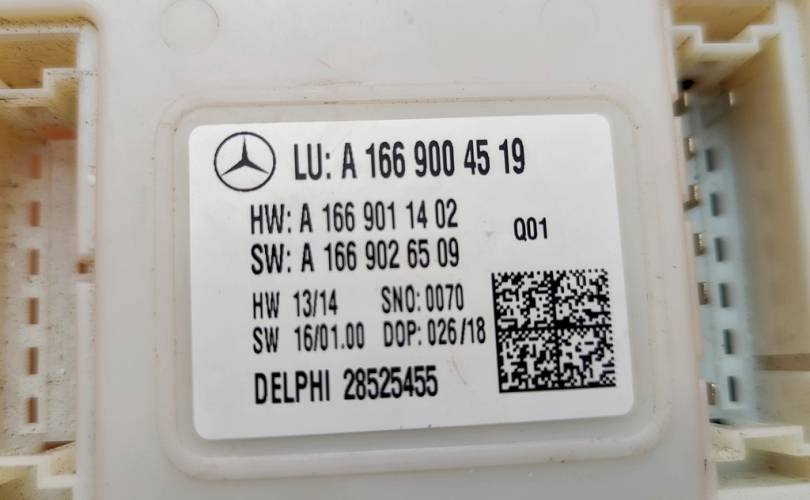 LU: A 166 900 45 19
HW: A 166 901 14 02
Q01
SW: A 166 902 65 09
HW 13/14 SNO: 0070
SW 16/01.00 DOP: 026/18
DELPHI 28525455